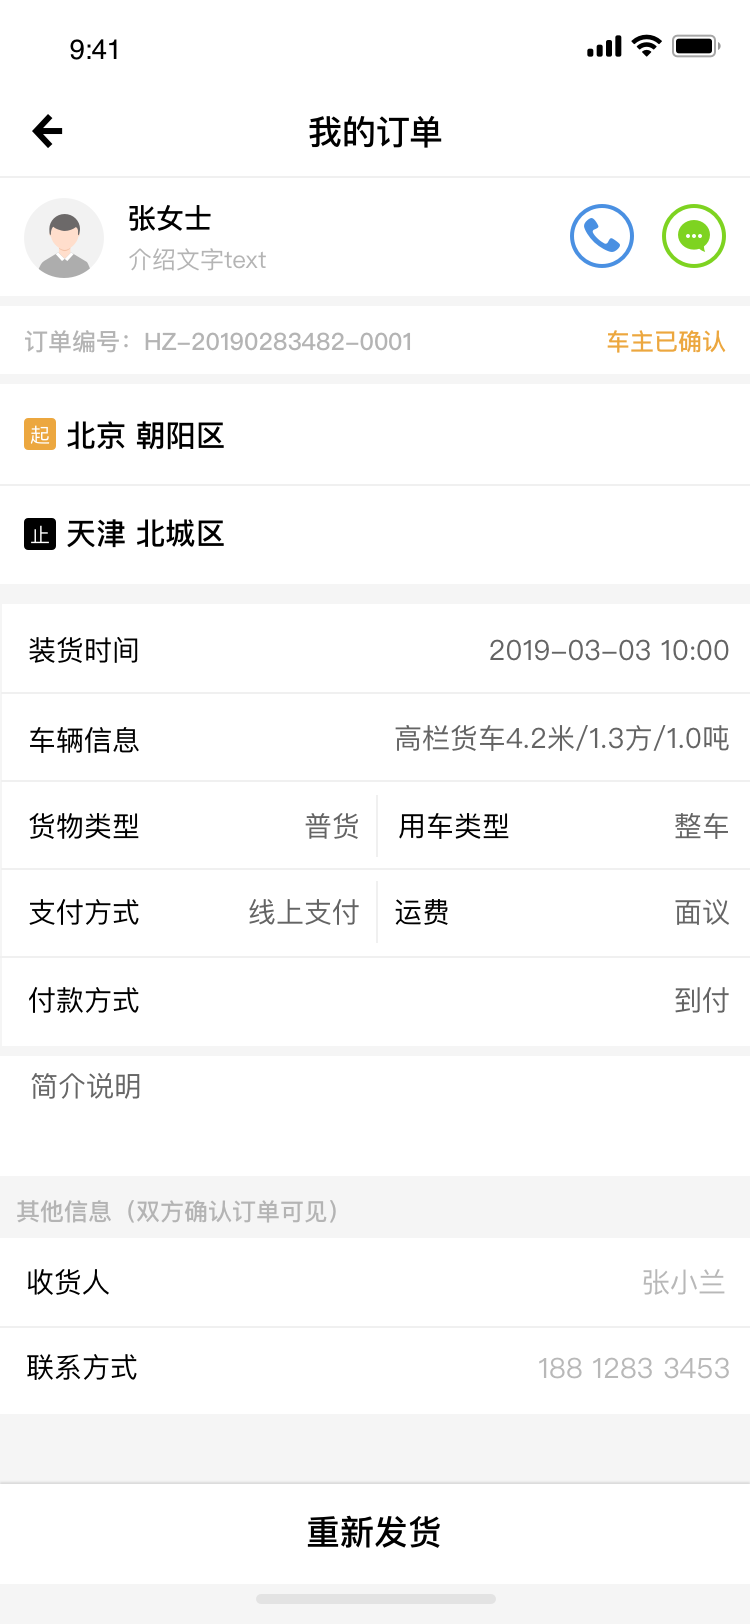 9:41
我的订单
张女士
介绍文字text
订单编号：HZ-20190283482-0001 车主已确认
起 北京 朝阳区
止 天津 北城区
装货时间 2019-03-03 10:00
车辆信息 高栏货车4.2米/1.3方/1.0吨
货物类型 普货 用车类型 整车
支付方式 线上支付 运费 面议
付款方式 到付
简介说明
其他信息（双方确认订单可见）
收货人 张小兰
联系方式 188 1283 3453
重新发货